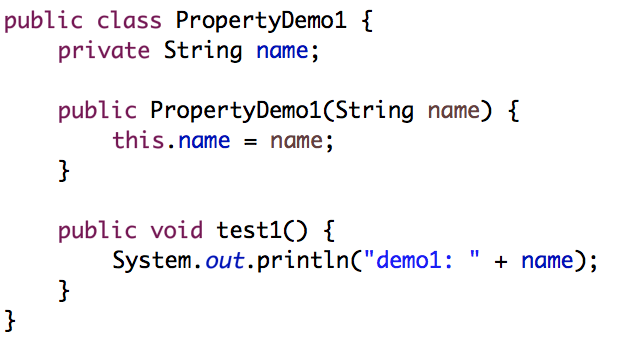 public class PropertyDemo1 {
    private String name;

    public PropertyDemo1(String name) {
        this.name = name;
    }

    public void test1() {
        System.out.println("demo1: " + name);
    }
}